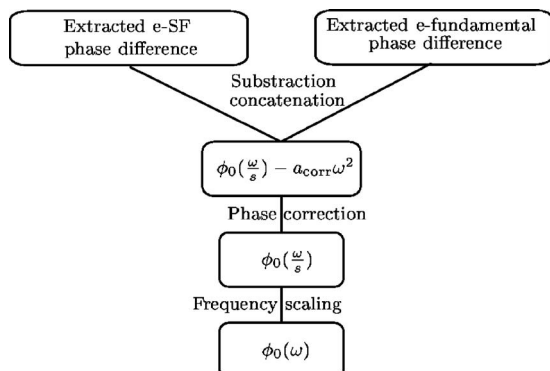 Extracted e-SF
phase difference
Extracted e-fundamental
phase difference
Substraction
concatenation
ϕ₀(ω/s) − a_corr ω²
Phase correction
ϕ₀(ω/s)
Frequency scaling
ϕ₀(ω)